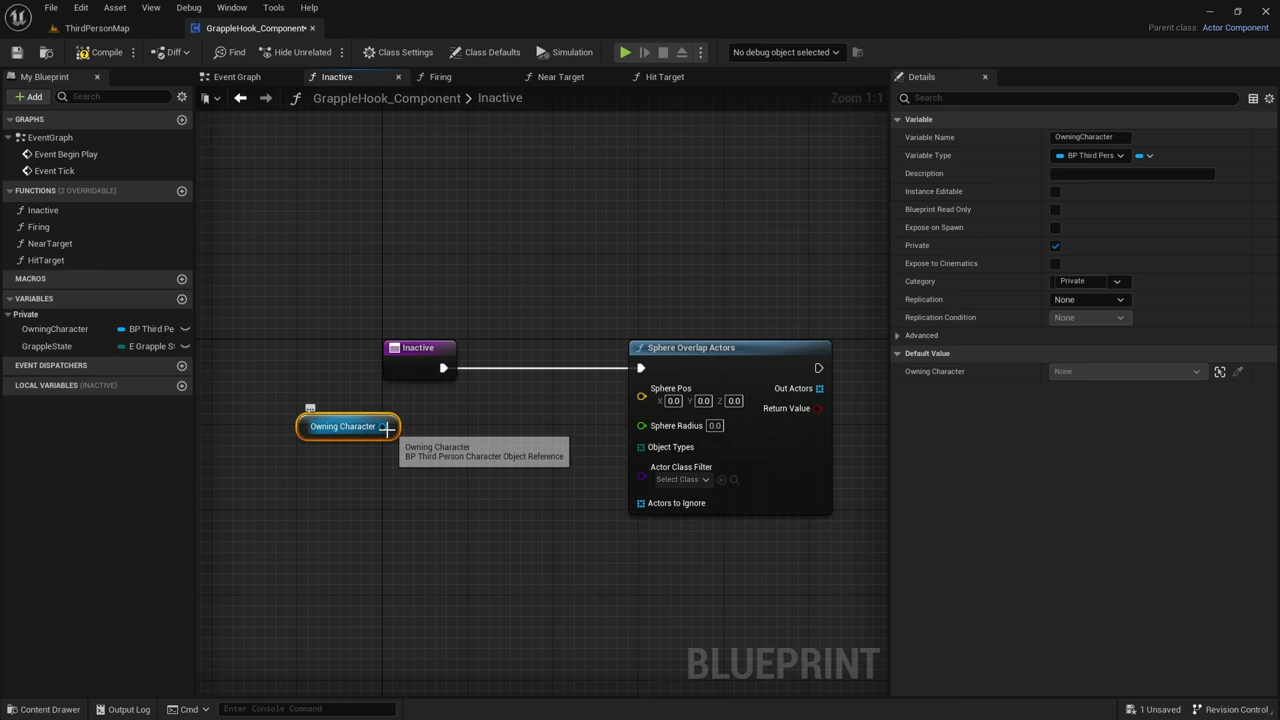 File Edit Asset View Debug Window Tools Help
ThirdPersonMap
GrappleHook_Component*
Parent class: Actor Component
Compile
Diff
Find
Hide Unrelated
Class Settings
Class Defaults
Simulation
No debug object selected
My Blueprint
Event Graph
Inactive
Firing
Near Target
Hit Target
Details
Add
Search
GrappleHook_Component > Inactive
Zoom 1:1
Search
GRAPHS
EventGraph
Event Begin Play
Event Tick
FUNCTIONS (2 OVERRIDABLE)
Inactive
Firing
NearTarget
HitTarget
MACROS
VARIABLES
Private
OwningCharacter BP Third Pe
GrappleState E Grapple St
EVENT DISPATCHERS
LOCAL VARIABLES (INACTIVE)
Inactive
Owning Character
Owning Character
BP Third Person Character Object Reference
Sphere Overlap Actors
Sphere Pos
X 0.0 Y 0.0 Z 0.0
Out Actors
Return Value
Sphere Radius 0.0
Object Types
Actor Class Filter
Select Class
Actors to Ignore
BLUEPRINT
Variable
Variable Name OwningCharacter
Variable Type BP Third Pers
Description
Instance Editable
Blueprint Read Only
Expose on Spawn
Private
Expose to Cinematics
Category Private
Replication None
Replication Condition None
Advanced
Default Value
Owning Character None
Content Drawer
Output Log
Cmd
Enter Console Command
1 Unsaved
Revision Control